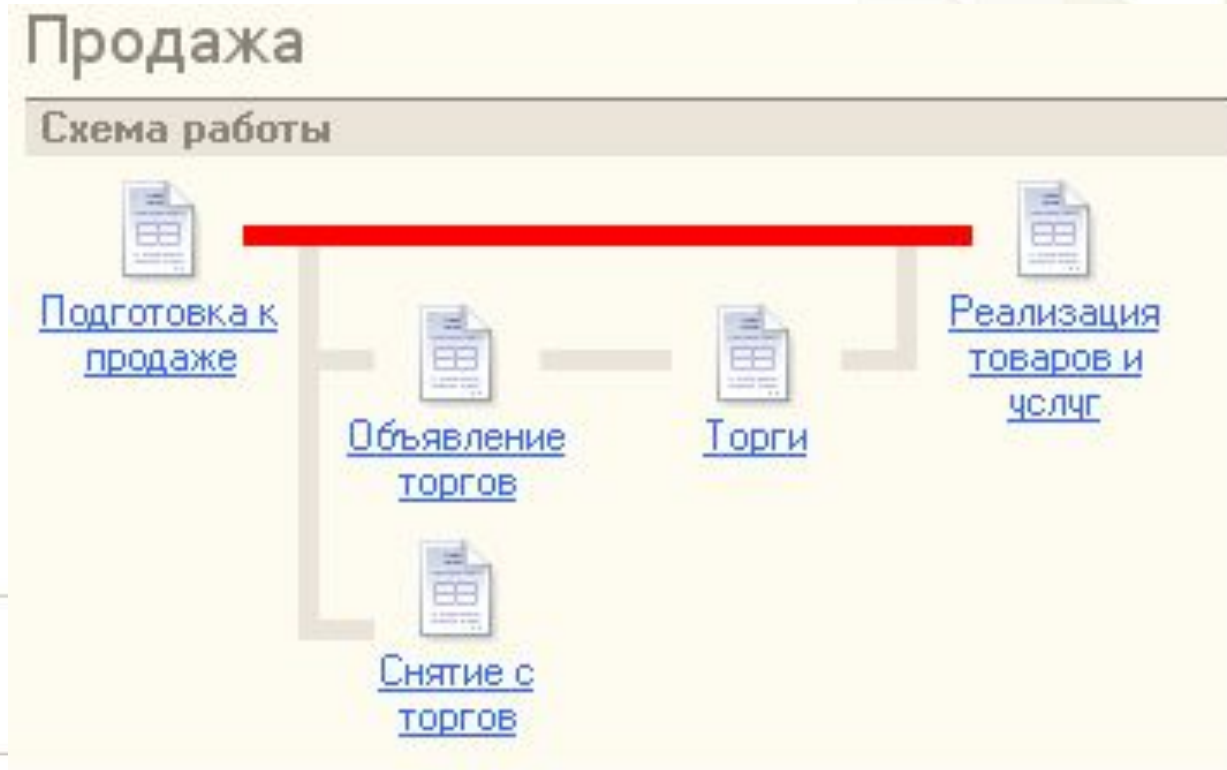 Продажа
Схема работы
Подготовка к
продаже
Реализация
товаров и
услуг
Объявление
торгов
Торги
Снятие с
торгов